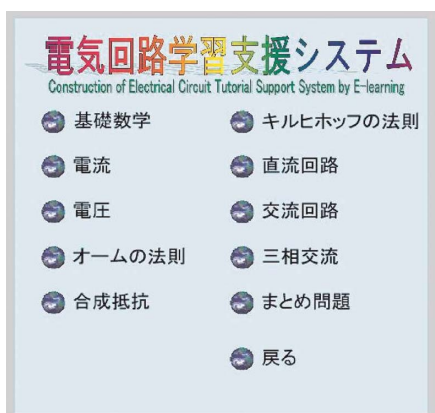 電気回路学習支援システム
Construction of Electrical Circuit Tutorial Support System by E-learning
基礎数学
電流
電圧
オームの法則
合成抵抗
キルヒホッフの法則
直流回路
交流回路
三相交流
まとめ問題
戻る